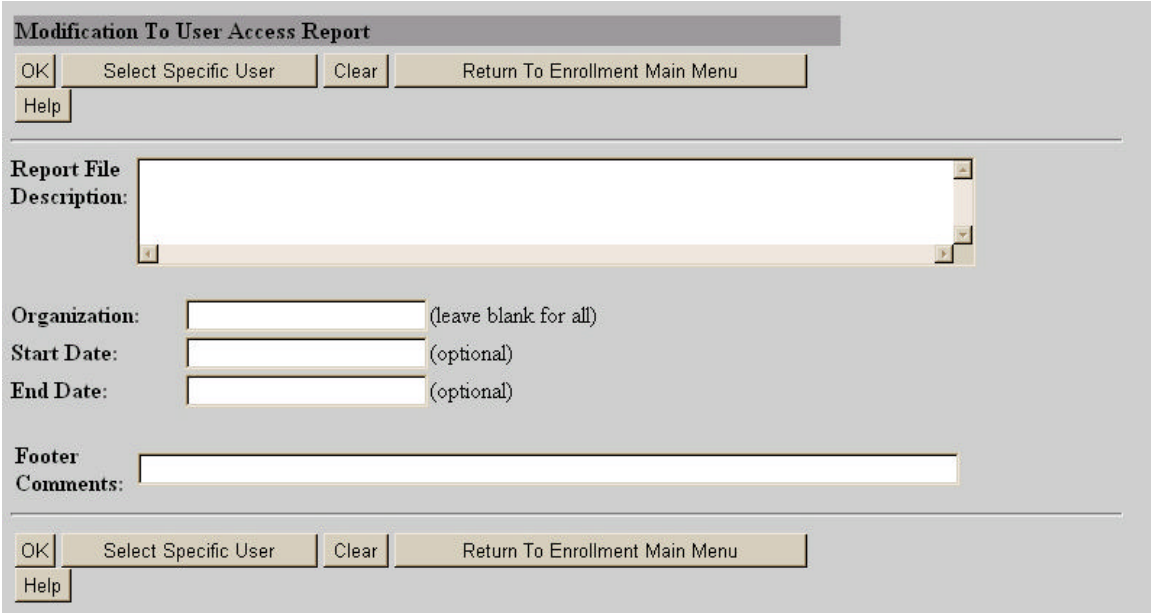 Modification To User Access Report
OK Select Specific User Clear Return To Enrollment Main Menu
Help
Report File
Description:
Organization: (leave blank for all)
Start Date: (optional)
End Date: (optional)
Footer
Comments:
OK Select Specific User Clear Return To Enrollment Main Menu
Help